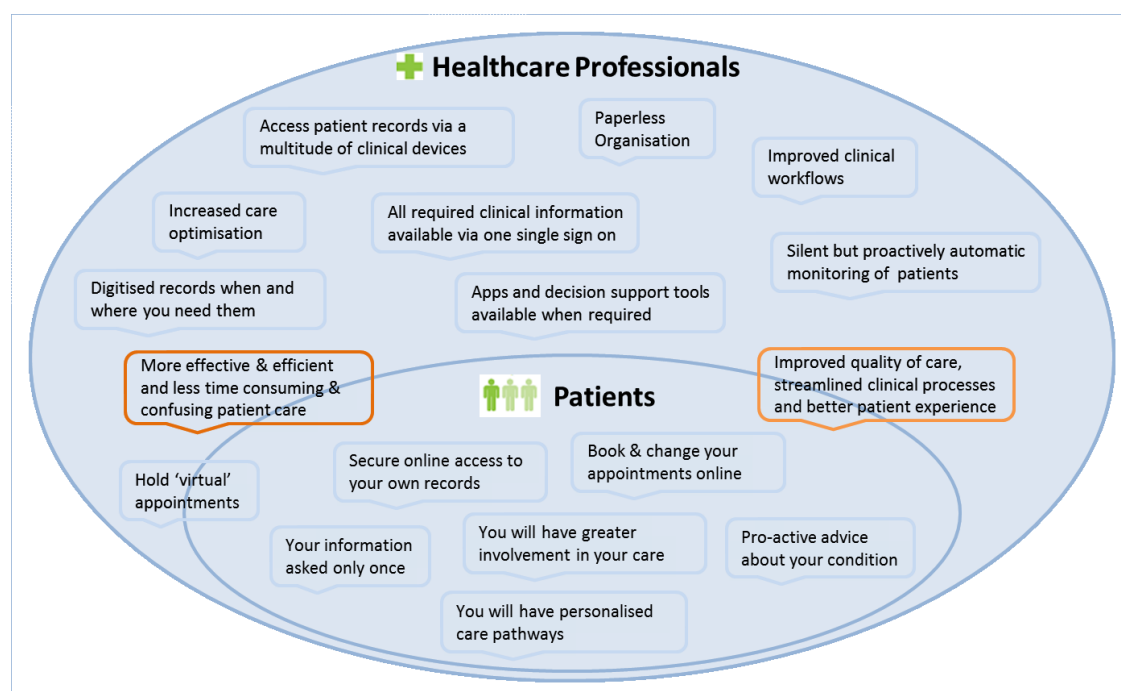 Healthcare Professionals
Access patient records via a
multitude of clinical devices
Paperless
Organisation
Improved clinical
workflows
Increased care
optimisation
All required clinical information
available via one single sign on
Silent but proactively automatic
monitoring of patients
Digitised records when and
where you need them
Apps and decision support tools
available when required
More effective & efficient
and less time consuming &
confusing patient care
Improved quality of care,
streamlined clinical processes
and better patient experience
Patients
Hold ‘virtual’
appointments
Secure online access to
your own records
Book & change your
appointments online
Your information
asked only once
You will have greater
involvement in your care
Pro-active advice
about your condition
You will have personalised
care pathways